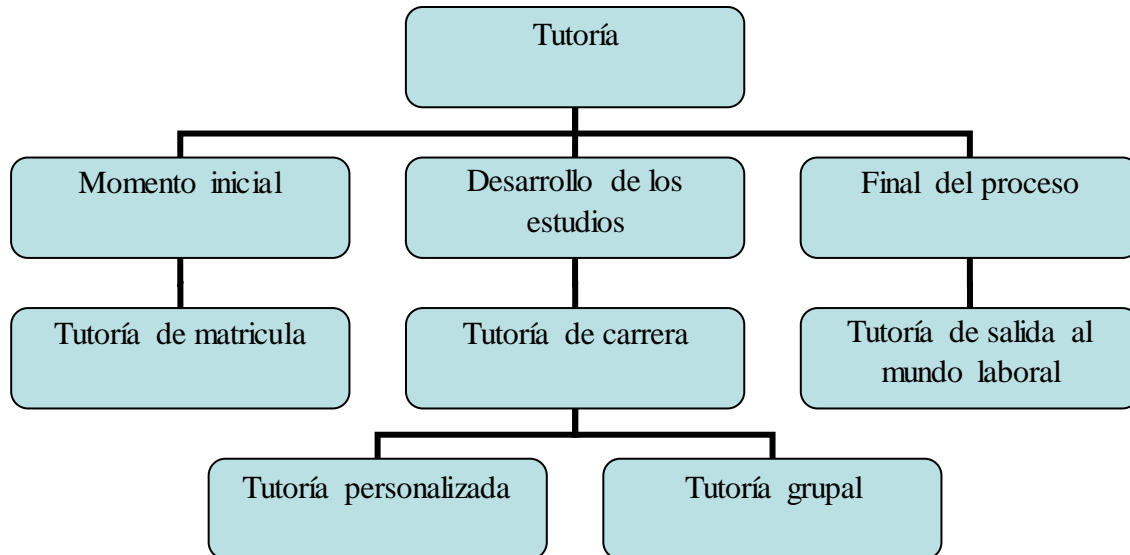 Tutoría
Momento inicial
Desarrollo de los
estudios
Final del proceso
Tutoría de matricula
Tutoría de carrera
Tutoría de salida al
mundo laboral
Tutoría personalizada
Tutoría grupal